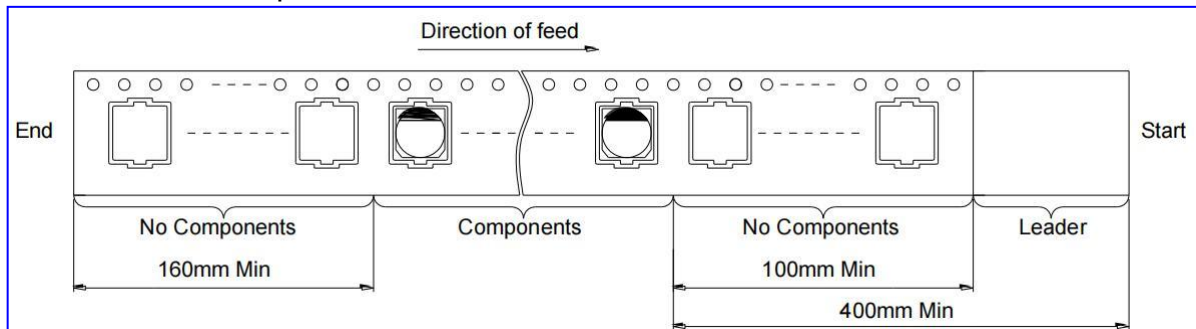 Direction of feed
End
Start
No Components
Components
No Components
Leader
160mm Min
100mm Min
400mm Min